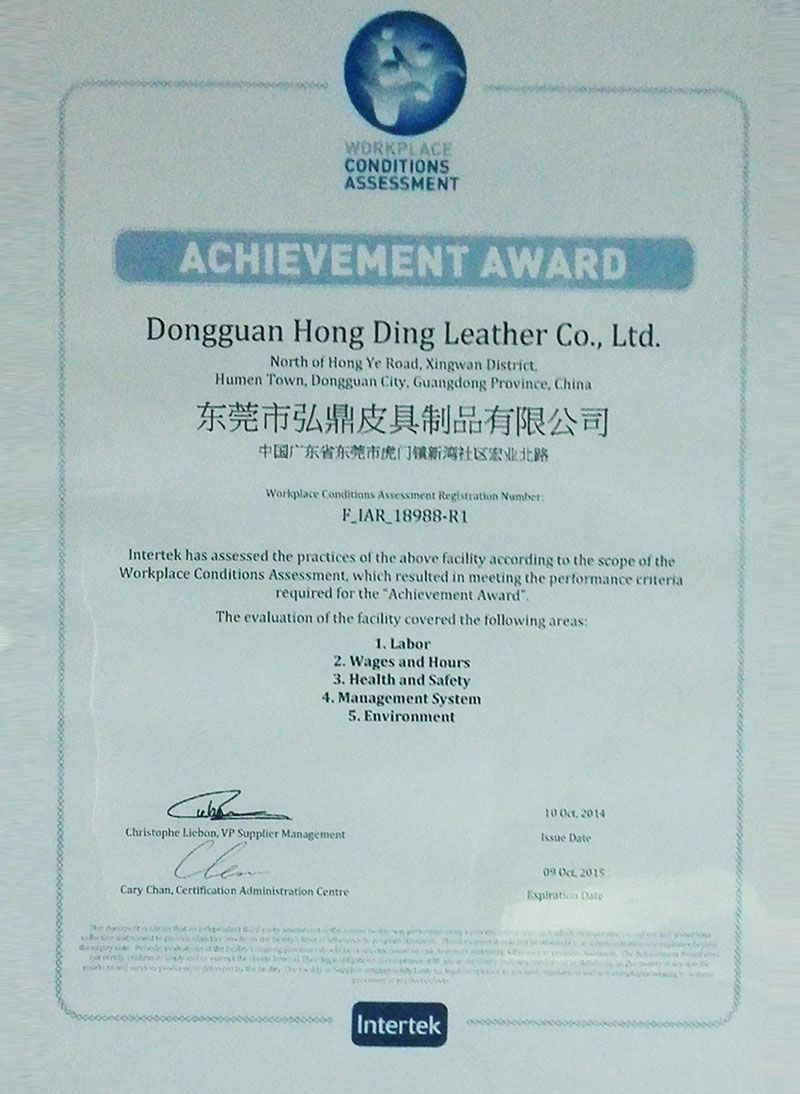 WORKPLACE
CONDITIONS
ASSESSMENT
ACHIEVEMENT AWARD
Dongguan Hong Ding Leather Co., Ltd.
North of Hong Ye Road, Xingwan District,
Humen Town, Dongguan City, Guangdong Province, China
东莞市弘鼎皮具制品有限公司
中国广东省东莞市虎门镇新湾社区宏业北路
Workplace Conditions Assessment Registration Number:
F_IAR_18988-R1
Intertek has assessed the practices of the above facility according to the scope of the
Workplace Conditions Assessment, which resulted in meeting the performance criteria
required for the "Achievement Award".
The evaluation of the facility covered the following areas:
1. Labor
2. Wages and Hours
3. Health and Safety
4. Management System
5. Environment
10 Oct, 2014
Christophe Liebon, VP Supplier Management
Issue Date
09 Oct, 2015
Cary Chan, Certification Administration Centre
Expiration Date
Intertek